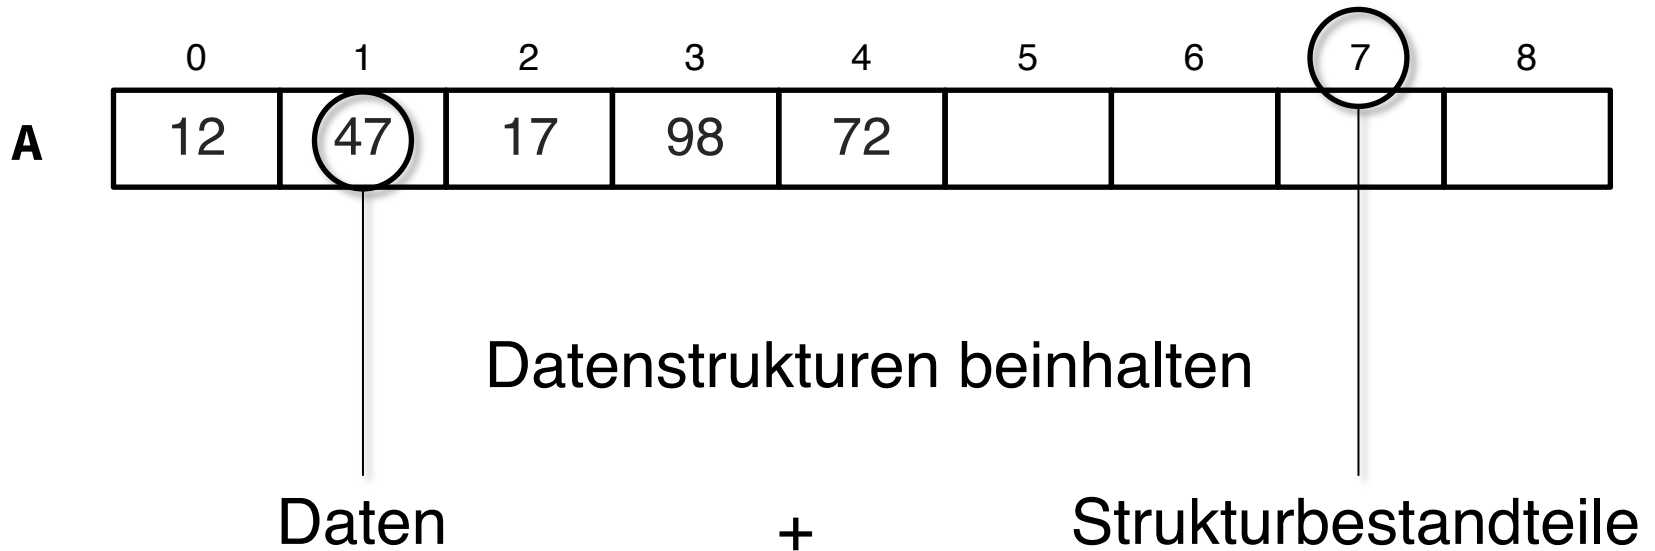 0 1 2 3 4 5 6 7 8
A 12 47 17 98 72
Datenstrukturen beinhalten
Daten + Strukturbestandteile